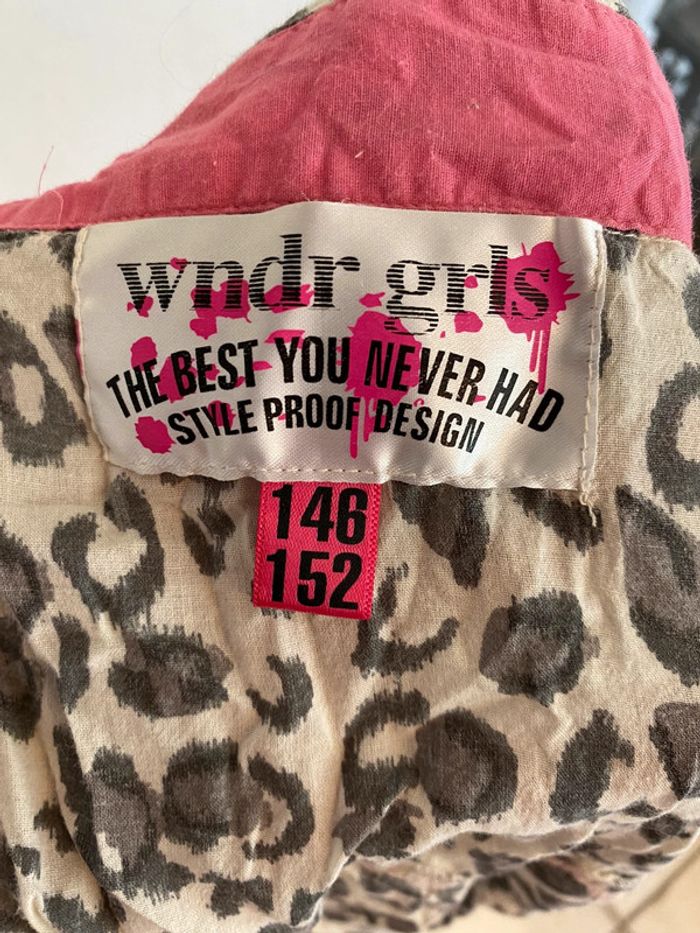 wndr grls
THE BEST YOU NEVER HAD
STYLE PROOF DESIGN
146
152